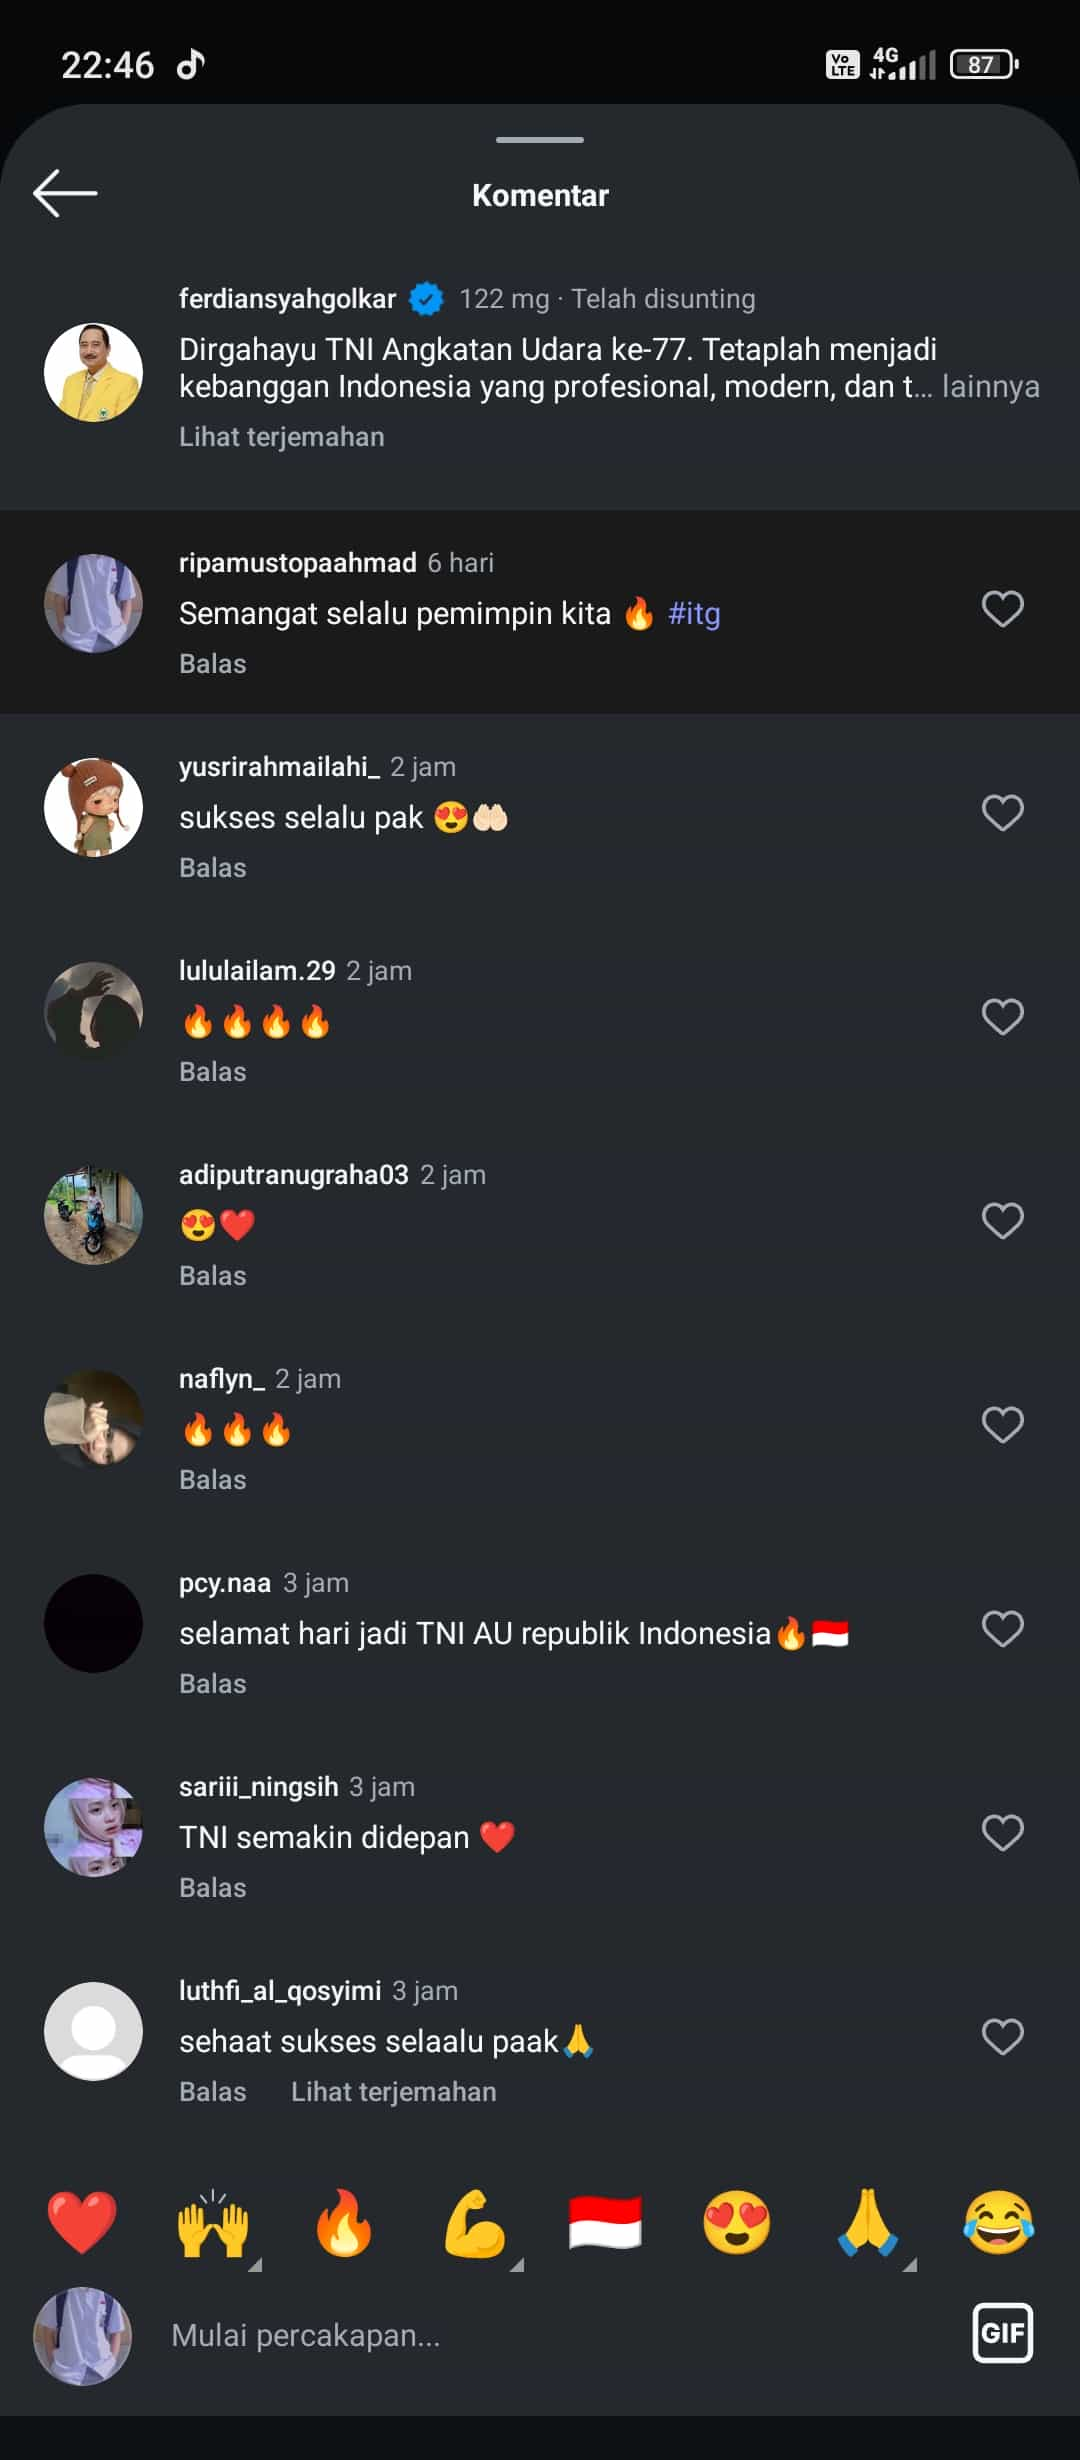 22:46
Vo LTE 4G 87
Komentar
ferdiansyahgolkar 122 mg · Telah disunting
Dirgahayu TNI Angkatan Udara ke-77. Tetaplah menjadi
kebanggan Indonesia yang profesional, modern, dan t... lainnya
Lihat terjemahan
ripamustopaahmad 6 hari
Semangat selalu pemimpin kita 🔥 #itg
Balas
yusrirahmailahi_ 2 jam
sukses selalu pak 😍🤲🏻
Balas
lululailam.29 2 jam
🔥🔥🔥🔥
Balas
adiputranugraha03 2 jam
😍❤️
Balas
naflyn_ 2 jam
🔥🔥🔥
Balas
pcy.naa 3 jam
selamat hari jadi TNI AU republik Indonesia🔥🇮🇩
Balas
sariii_ningsih 3 jam
TNI semakin didepan ❤️
Balas
luthfi_al_qosyimi 3 jam
sehaat sukses selaalu paak🙏
Balas Lihat terjemahan
❤️🙌🔥💪🇮🇩😍🙏😂
Mulai percakapan...
GIF